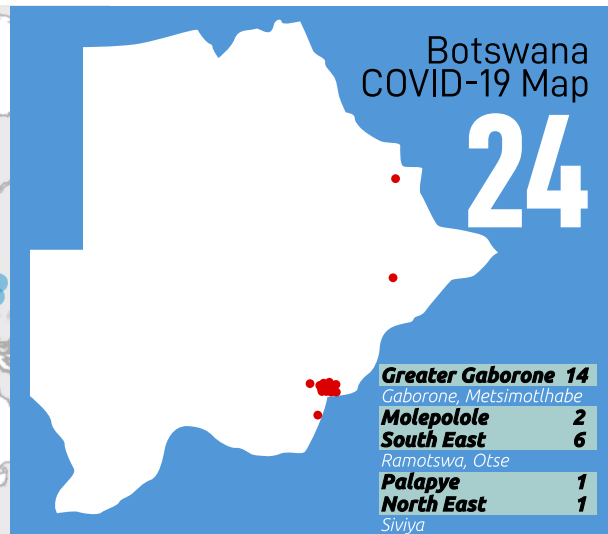 Botswana
COVID-19 Map
24
Greater Gaborone 14
Gaborone, Metsimotlhabe
Molepolole 2
South East 6
Ramotswa, Otse
Palapye 1
North East 1
Siviya